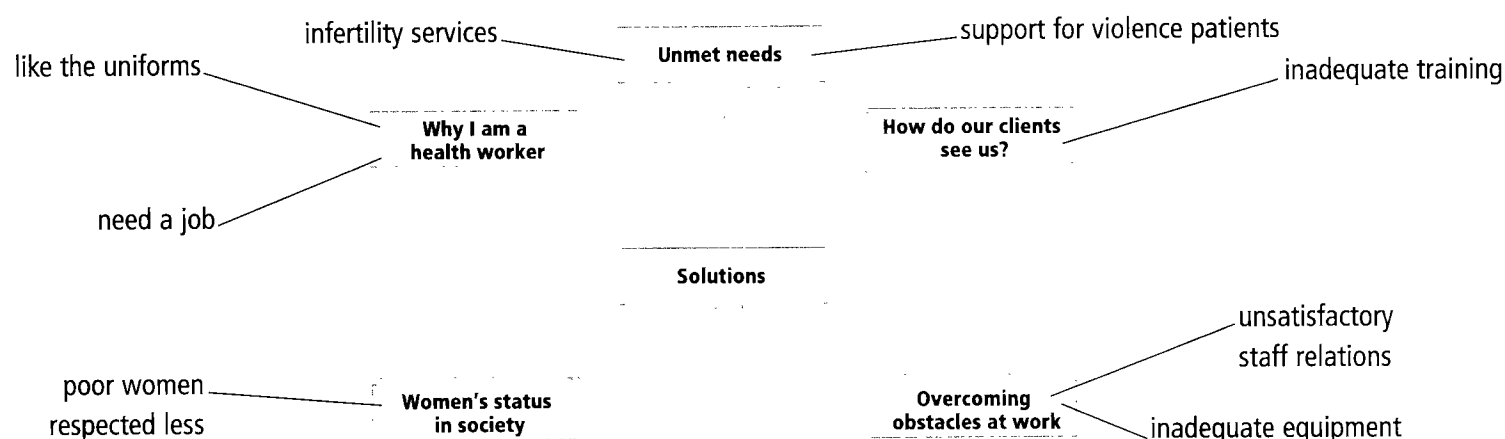 infertility services
Unmet needs
support for violence patients
like the uniforms
inadequate training
Why I am a
health worker
How do our clients
see us?
need a job
Solutions
unsatisfactory
staff relations
poor women
respected less
Women's status
in society
Overcoming
obstacles at work
inadequate equipment